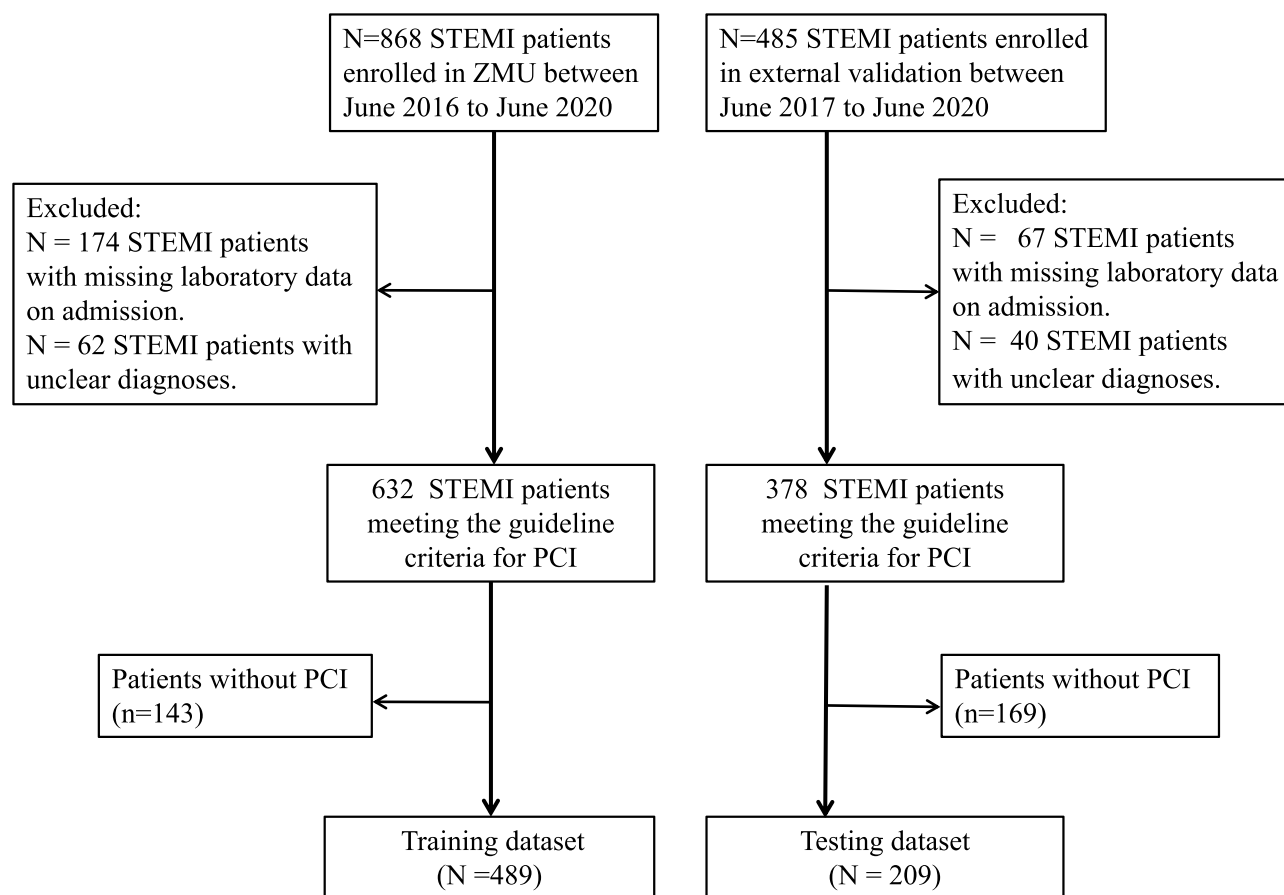 N=868 STEMI patients
enrolled in ZMU between
June 2016 to June 2020
N=485 STEMI patients enrolled
in external validation between
June 2017 to June 2020
Excluded:
N = 174 STEMI patients
with missing laboratory data
on admission.
N = 62 STEMI patients with
unclear diagnoses.
Excluded:
N = 67 STEMI patients
with missing laboratory data
on admission.
N = 40 STEMI patients
with unclear diagnoses.
632 STEMI patients
meeting the guideline
criteria for PCI
378 STEMI patients
meeting the guideline
criteria for PCI
Patients without PCI
(n=143)
Patients without PCI
(n=169)
Training dataset
(N =489)
Testing dataset
(N = 209)